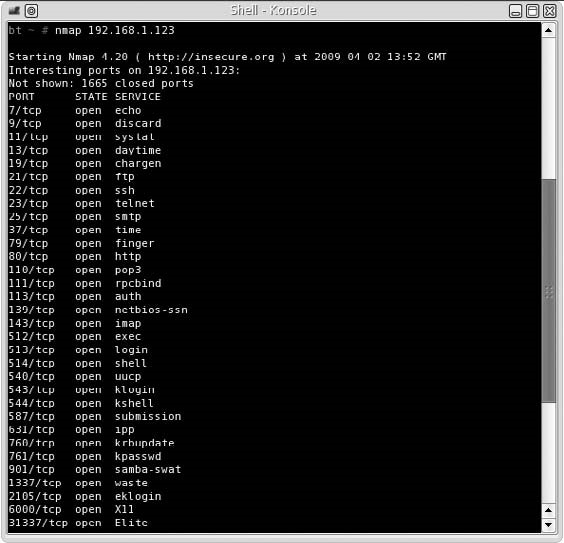 Shell - Konsole
bt ~ # nmap 192.168.1.123
Starting Nmap 4.20 ( http://insecure.org ) at 2009 04 02 13:52 GMT
Interesting ports on 192.168.1.123:
Not shown: 1665 closed ports
PORT STATE SERVICE
7/tcp open echo
9/tcp open discard
11/tcp open systat
13/tcp open daytime
19/tcp open chargen
21/tcp open ftp
22/tcp open ssh
23/tcp open telnet
25/tcp open smtp
37/tcp open time
79/tcp open finger
80/tcp open http
110/tcp open pop3
111/tcp open rpcbind
113/tcp open auth
139/tcp open netbios-ssn
143/tcp open imap
512/tcp open exec
513/tcp open login
514/tcp open shell
540/tcp open uucp
543/tcp open klogin
544/tcp open kshell
587/tcp open submission
631/tcp open ipp
760/tcp open krbupdate
761/tcp open kpasswd
901/tcp open samba-swat
1337/tcp open waste
2105/tcp open eklogin
6000/tcp open X11
31337/tcp open Elite